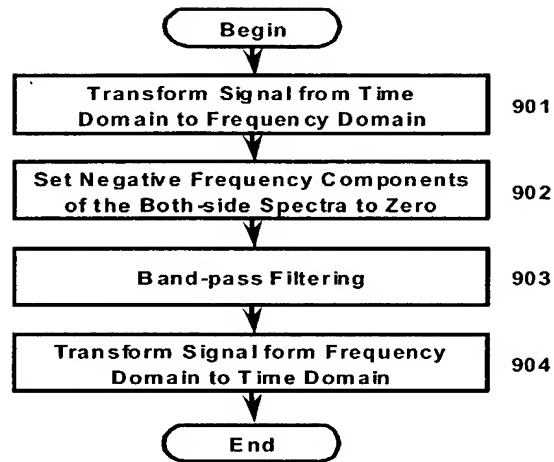 Begin
Transform Signal from Time
Domain to Frequency Domain
901
Set Negative Frequency Components
of the Both-side Spectra to Zero
902
Band-pass Filtering
903
Transform Signal form Frequency
Domain to Time Domain
904
End